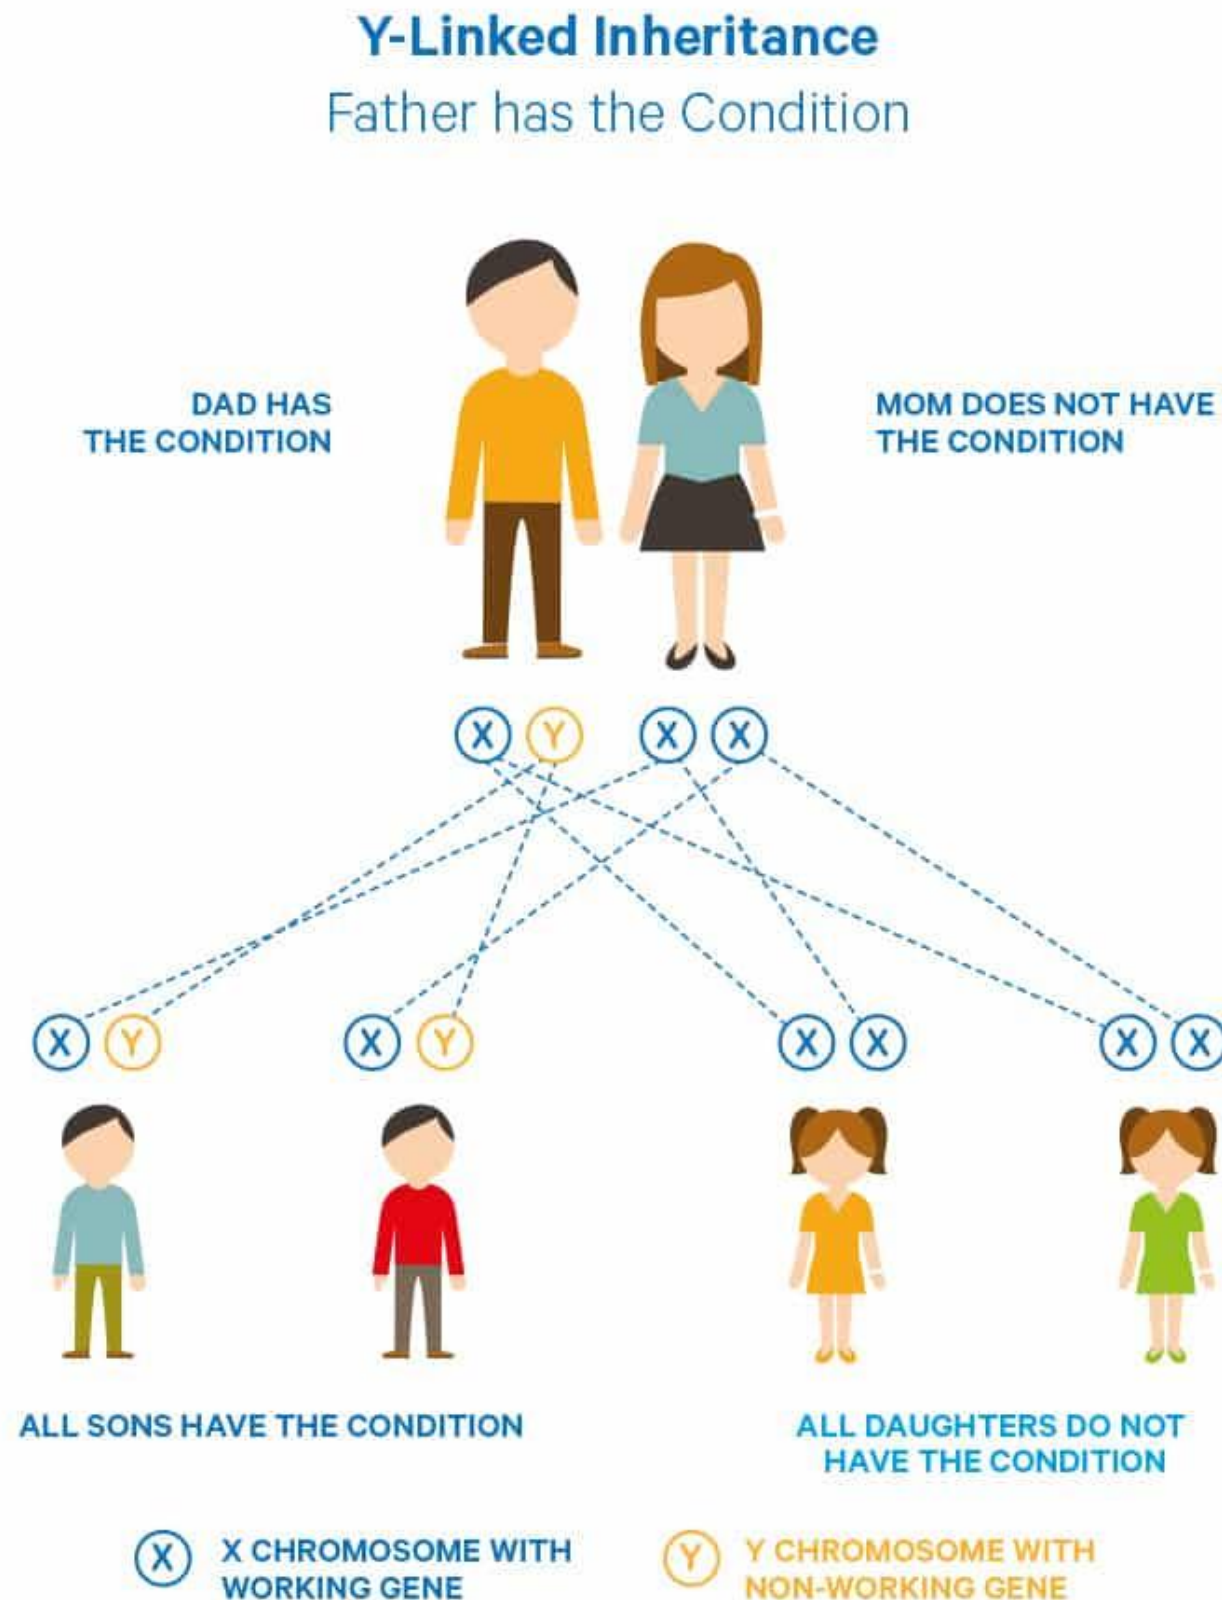 Y-Linked Inheritance
Father has the Condition
DAD HAS
THE CONDITION
MOM DOES NOT HAVE
THE CONDITION
X Y X X
X Y X Y X X X X
ALL SONS HAVE THE CONDITION
ALL DAUGHTERS DO NOT
HAVE THE CONDITION
X X CHROMOSOME WITH
WORKING GENE
Y Y CHROMOSOME WITH
NON-WORKING GENE